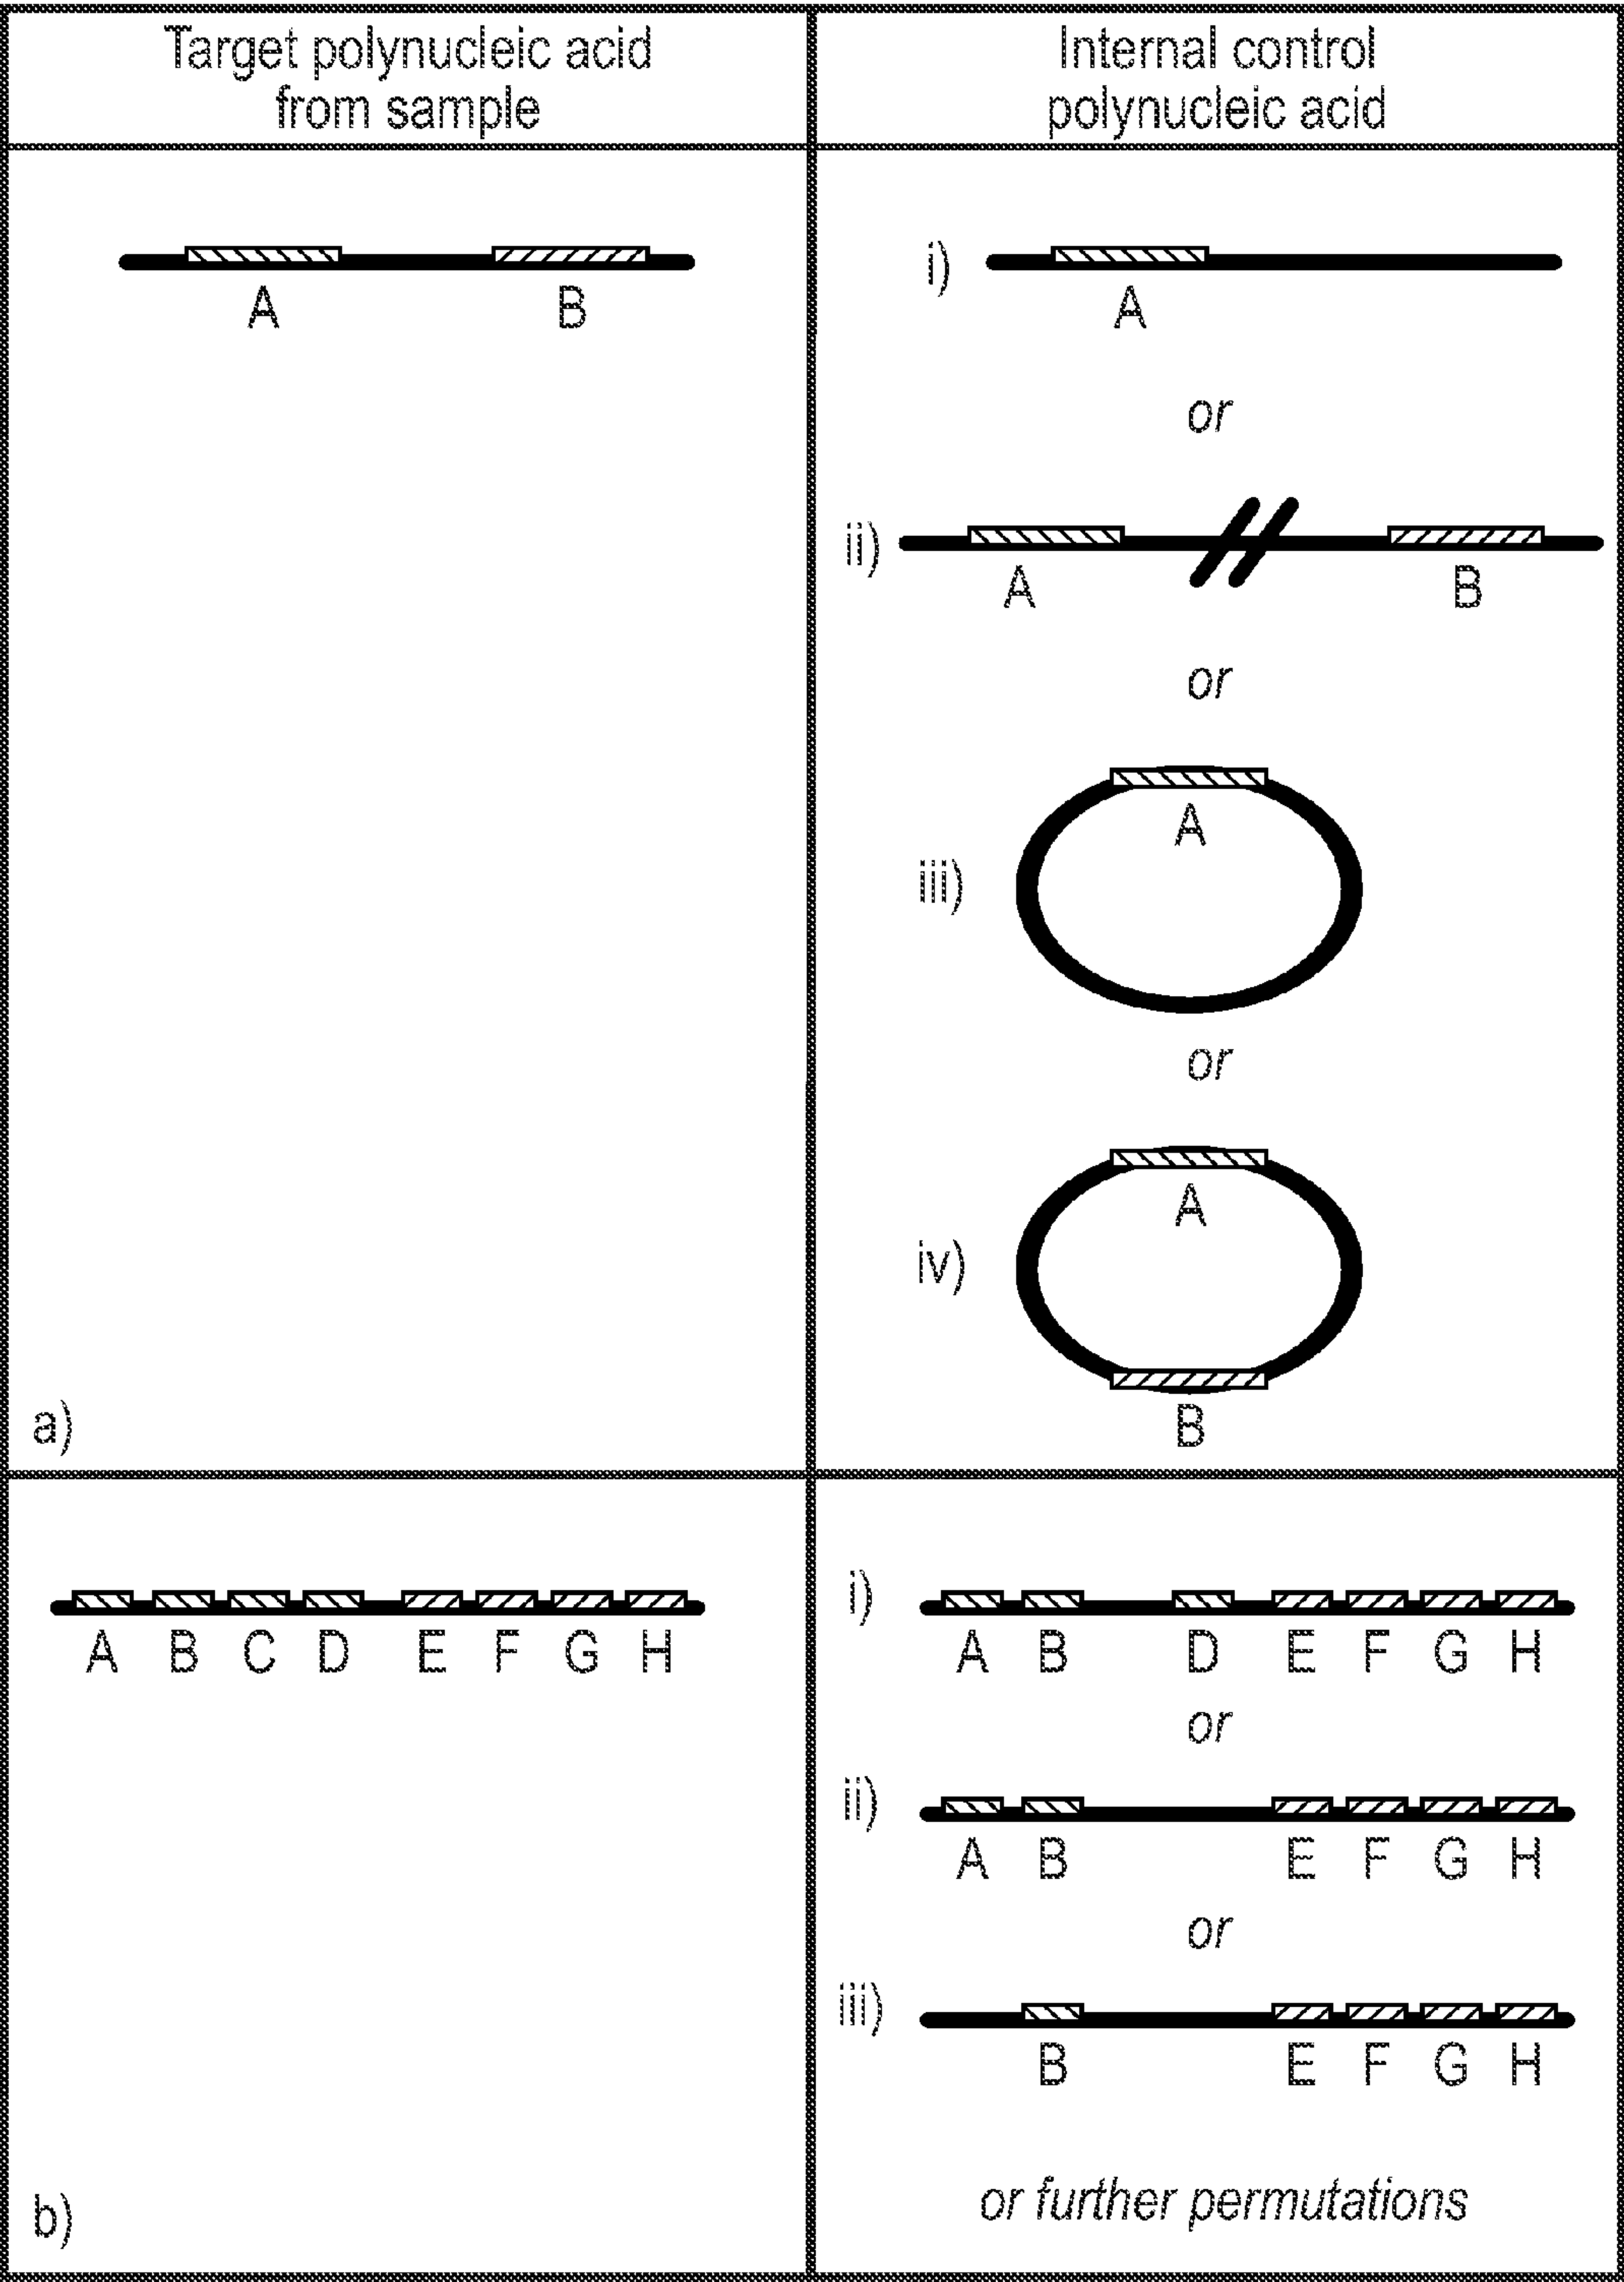 Target polynucleic acid
from sample
Internal control
polynucleic acid
A B
i)
A
or
ii)
A B
or
A
iii)
or
A
iv)
B
a)
A B C D E F G H
i)
A B D E F G H
or
ii)
A B E F G H
or
iii)
B E F G H
or further permutations
b)